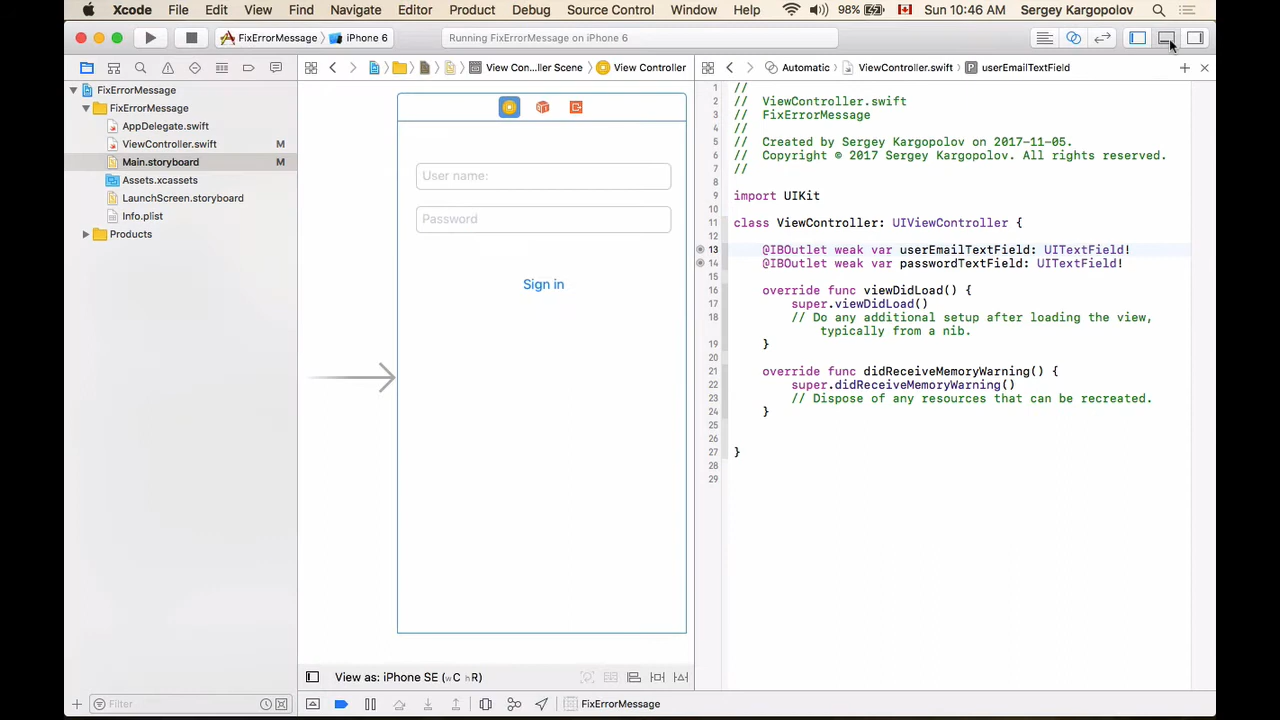 Xcode File Edit View Find Navigate Editor Product Debug Source Control Window Help 98% Sun 10:46 AM Sergey Kargopolov
FixErrorMessage iPhone 6 Running FixErrorMessage on iPhone 6
View Con...ller Scene View Controller Automatic ViewController.swift P userEmailTextField
FixErrorMessage
FixErrorMessage
AppDelegate.swift
ViewController.swift M
Main.storyboard M
Assets.xcassets
LaunchScreen.storyboard
Info.plist
Products
Filter
User name:
Password
Sign in
View as: iPhone SE (wC hR)
1 //
2 // ViewController.swift
3 // FixErrorMessage
4 //
5 // Created by Sergey Kargopolov on 2017-11-05.
6 // Copyright © 2017 Sergey Kargopolov. All rights reserved.
7 //
8
9 import UIKit
10
11 class ViewController: UIViewController {
12
13 @IBOutlet weak var userEmailTextField: UITextField!
14 @IBOutlet weak var passwordTextField: UITextField!
15
16 override func viewDidLoad() {
17 super.viewDidLoad()
18 // Do any additional setup after loading the view,
typically from a nib.
19 }
20
21 override func didReceiveMemoryWarning() {
22 super.didReceiveMemoryWarning()
23 // Dispose of any resources that can be recreated.
24 }
25
26
27 }
28
29
FixErrorMessage